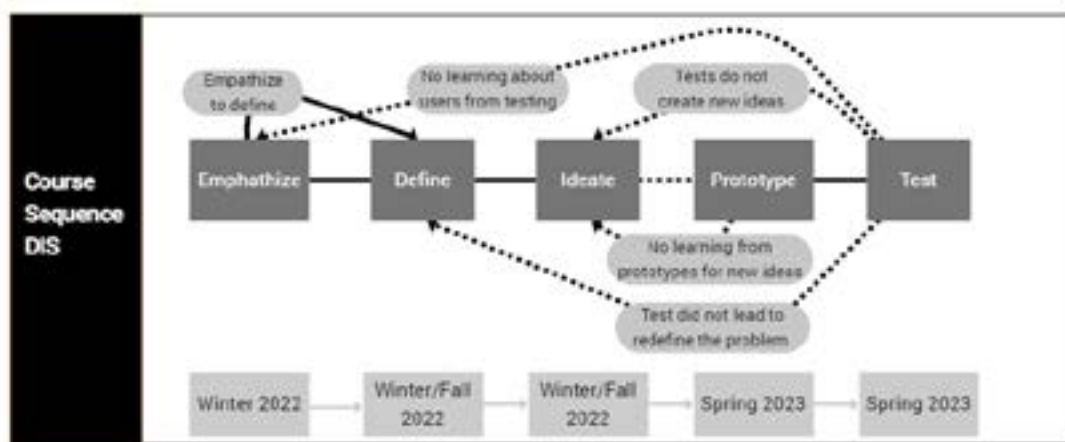 Course
Sequence
DIS
Empathize
to define
No learning about
users from testing
Tests do not
create new ideas
Emphathize
Define
Ideate
Prototype
Test
No learning from
prototypes for new ideas
Test did not lead to
redefine the problem
Winter 2022
Winter/Fall
2022
Winter/Fall
2022
Spring 2023
Spring 2023